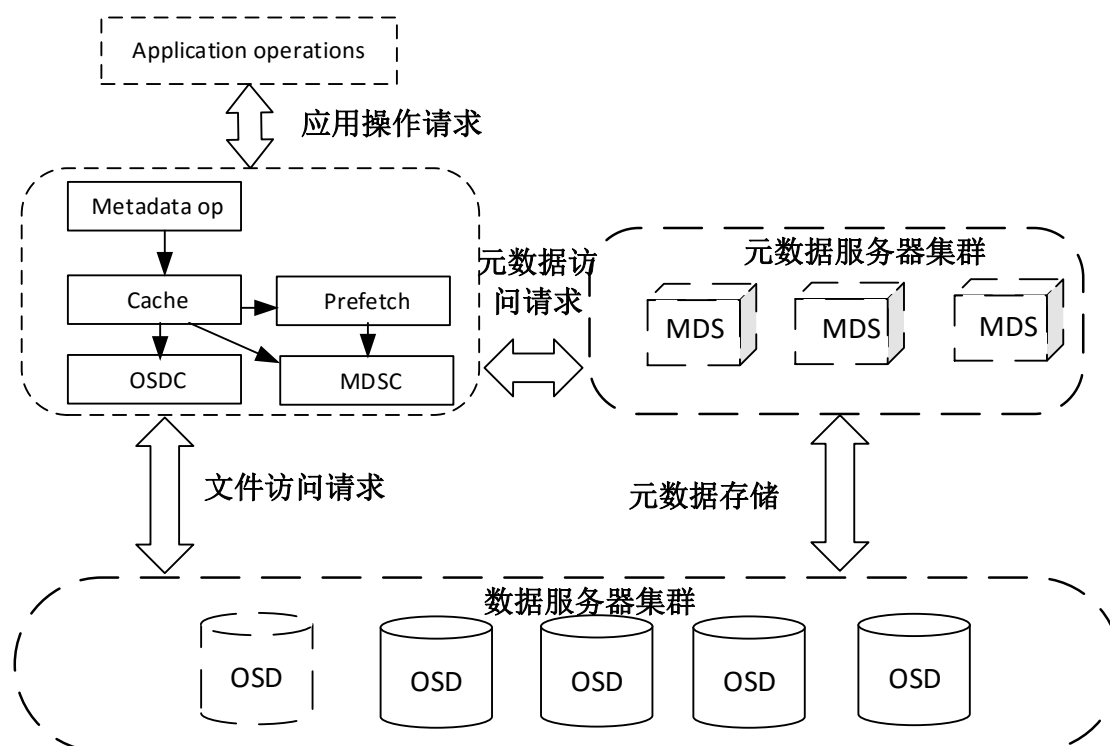 Application operations
应用操作请求
Metadata op
Cache
Prefetch
OSDC
MDSC
元数据访
问请求
元数据服务器集群
MDS
MDS
MDS
文件访问请求
元数据存储
数据服务器集群
OSD
OSD
OSD
OSD
OSD